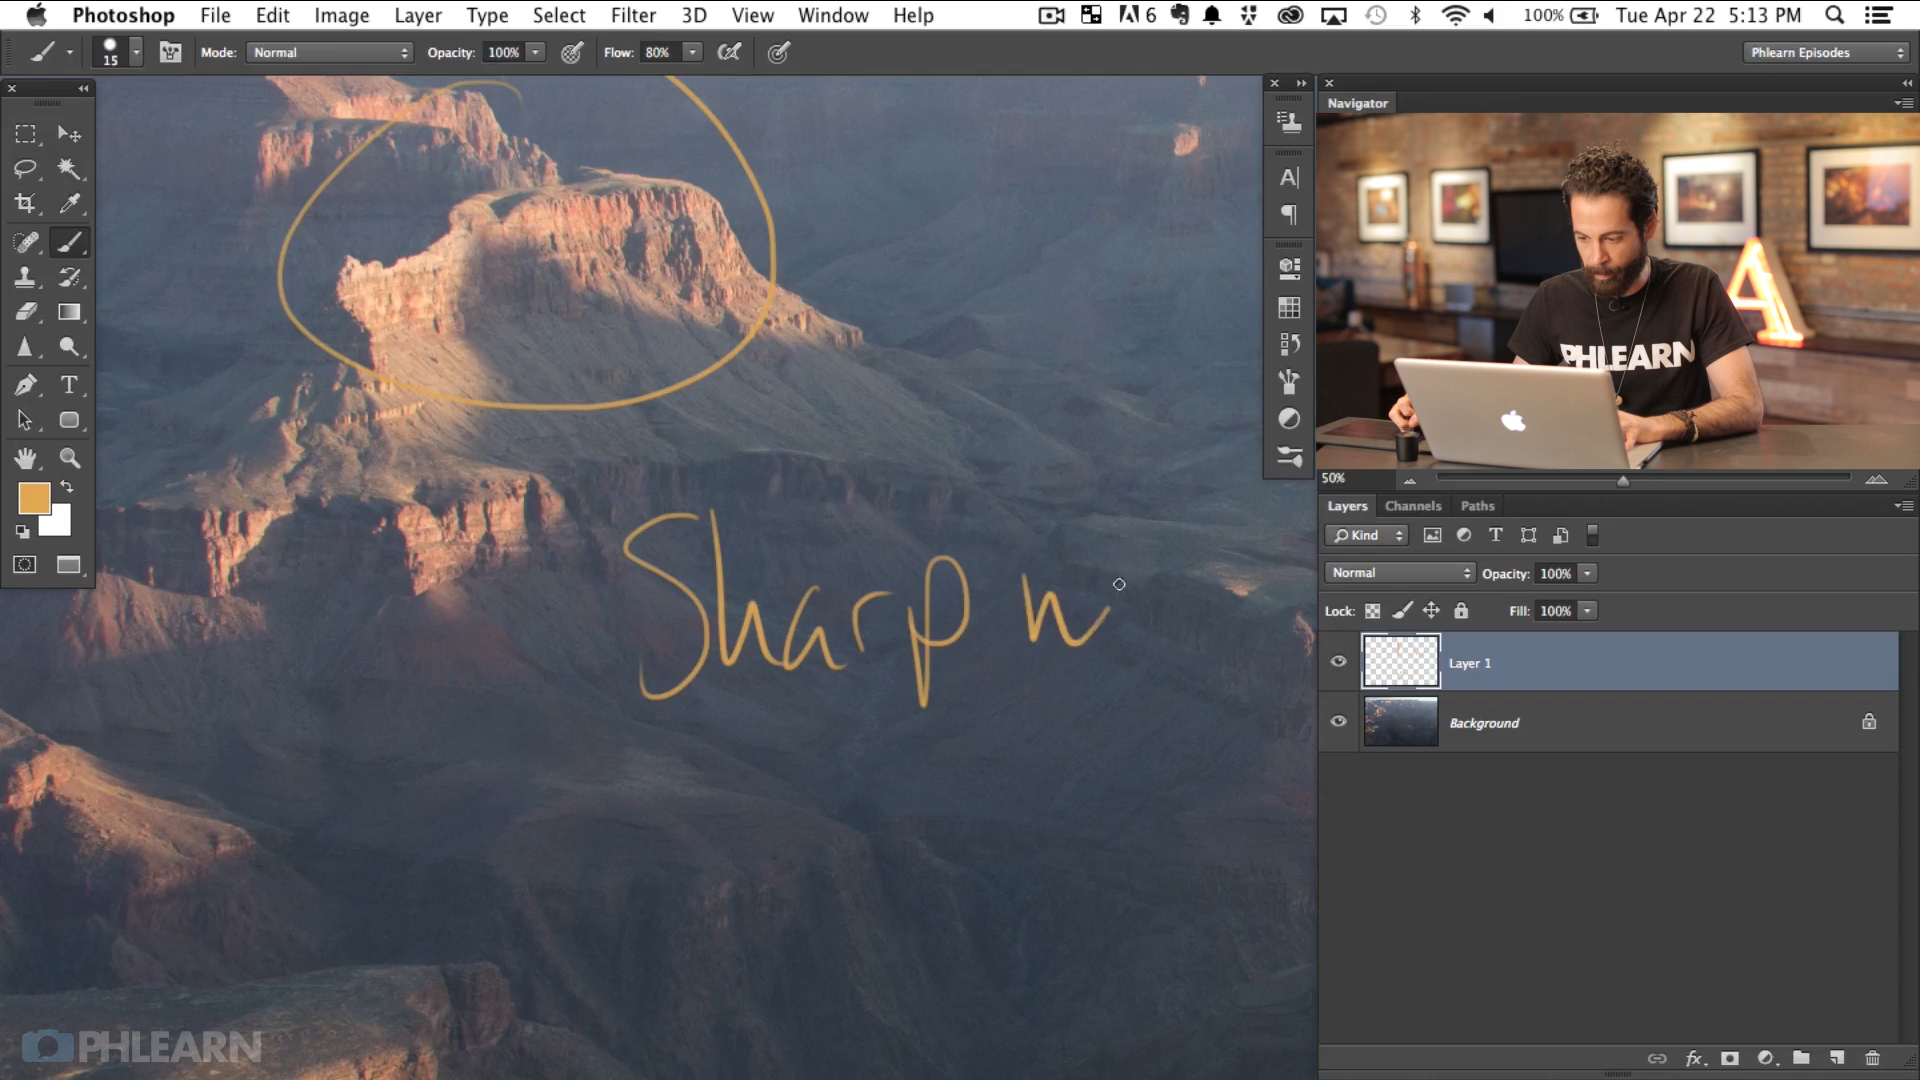 Photoshop File Edit Image Layer Type Select Filter 3D View Window Help 6 100% Tue Apr 22 5:13 PM
15 Mode: Normal Opacity: 100% Flow: 80% Phlearn Episodes
Navigator
A
PHLEARN
50%
Layers Channels Paths
Kind
Normal Opacity: 100%
Lock: Fill: 100%
Layer 1
Background
Sharp n
PHLEARN